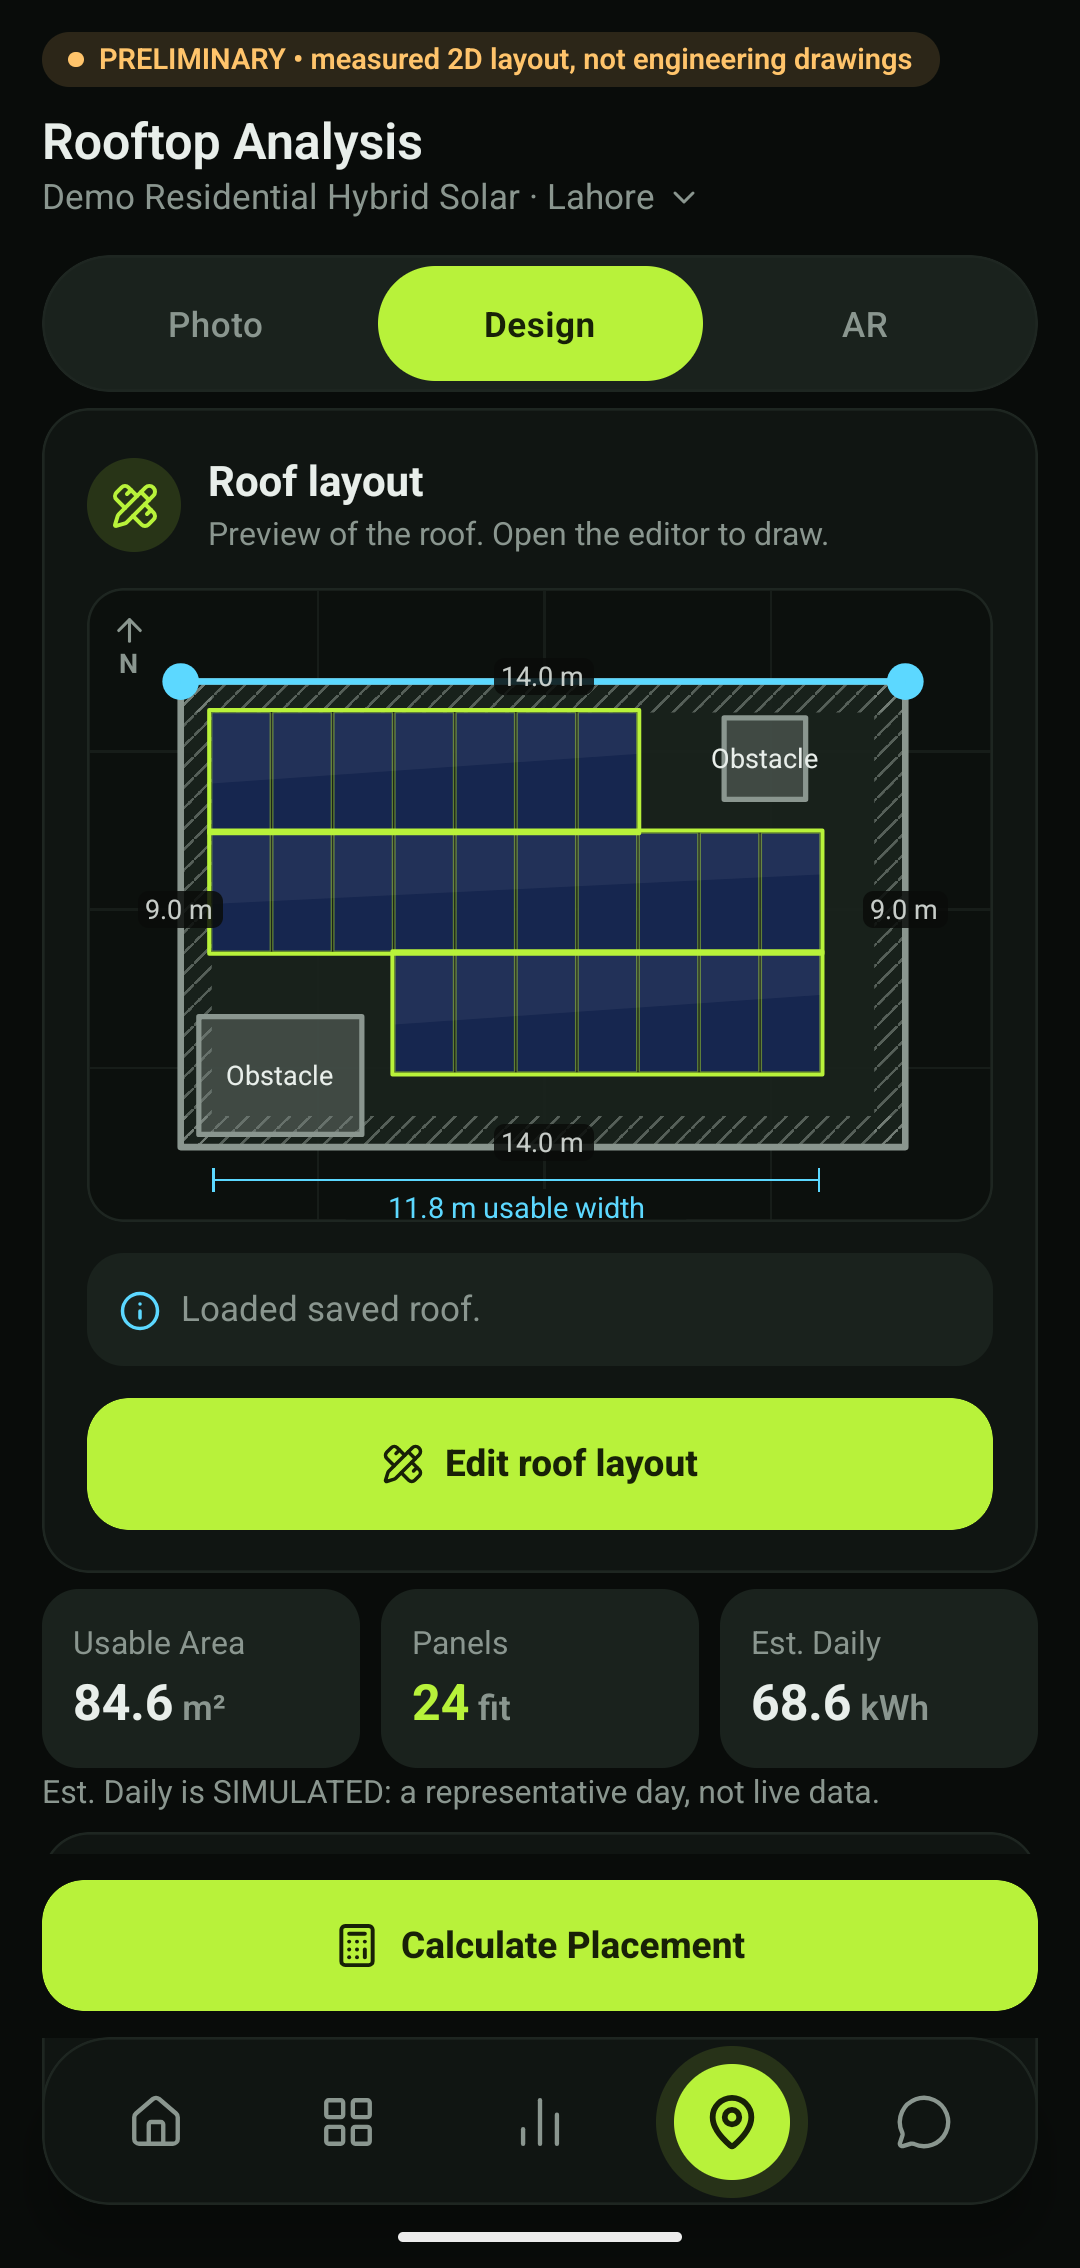 PRELIMINARY • measured 2D layout, not engineering drawings
Rooftop Analysis
Demo Residential Hybrid Solar · Lahore
Photo
Design
AR
Roof layout
Preview of the roof. Open the editor to draw.
N
14.0 m
Obstacle
9.0 m
9.0 m
Obstacle
14.0 m
11.8 m usable width
Loaded saved roof.
Edit roof layout
Usable Area
84.6 m²
Panels
24 fit
Est. Daily
68.6 kWh
Est. Daily is SIMULATED: a representative day, not live data.
Calculate Placement